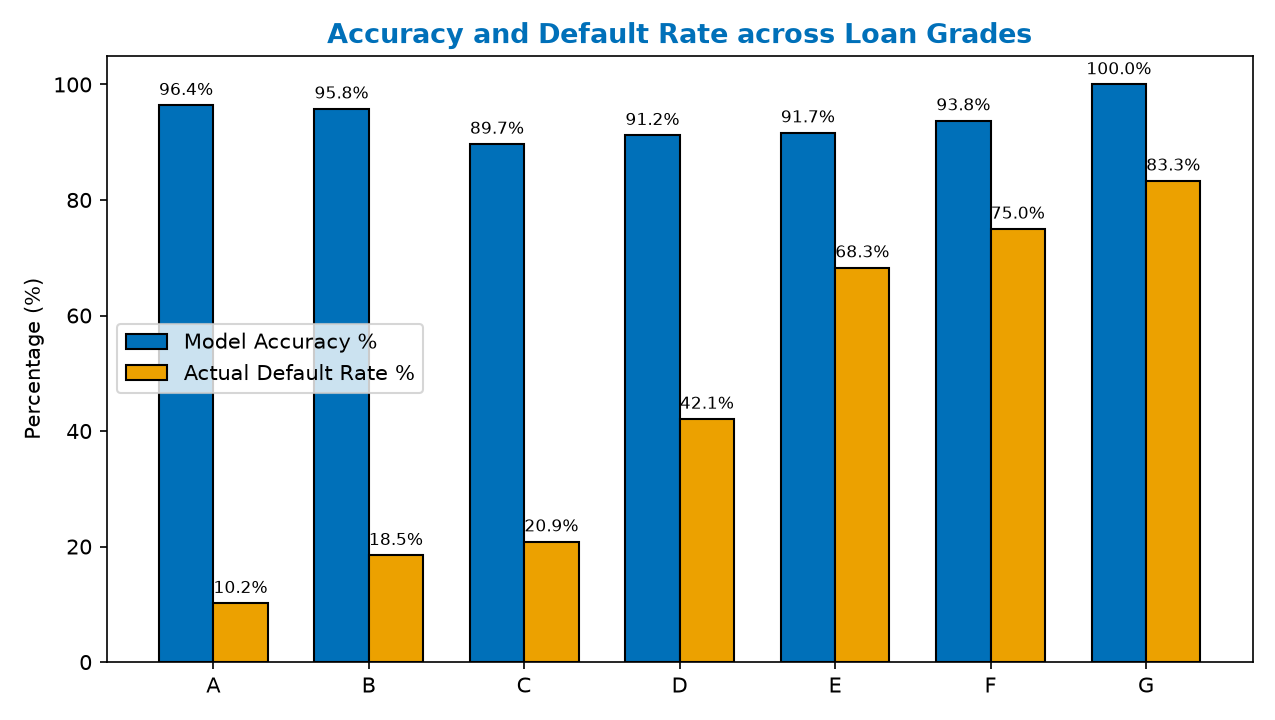 Accuracy and Default Rate across Loan Grades
Percentage (%)
100
80
60
40
20
0
96.4%
10.2%
95.8%
18.5%
89.7%
20.9%
91.2%
42.1%
91.7%
68.3%
93.8%
75.0%
100.0%
83.3%
Model Accuracy %
Actual Default Rate %
A
B
C
D
E
F
G